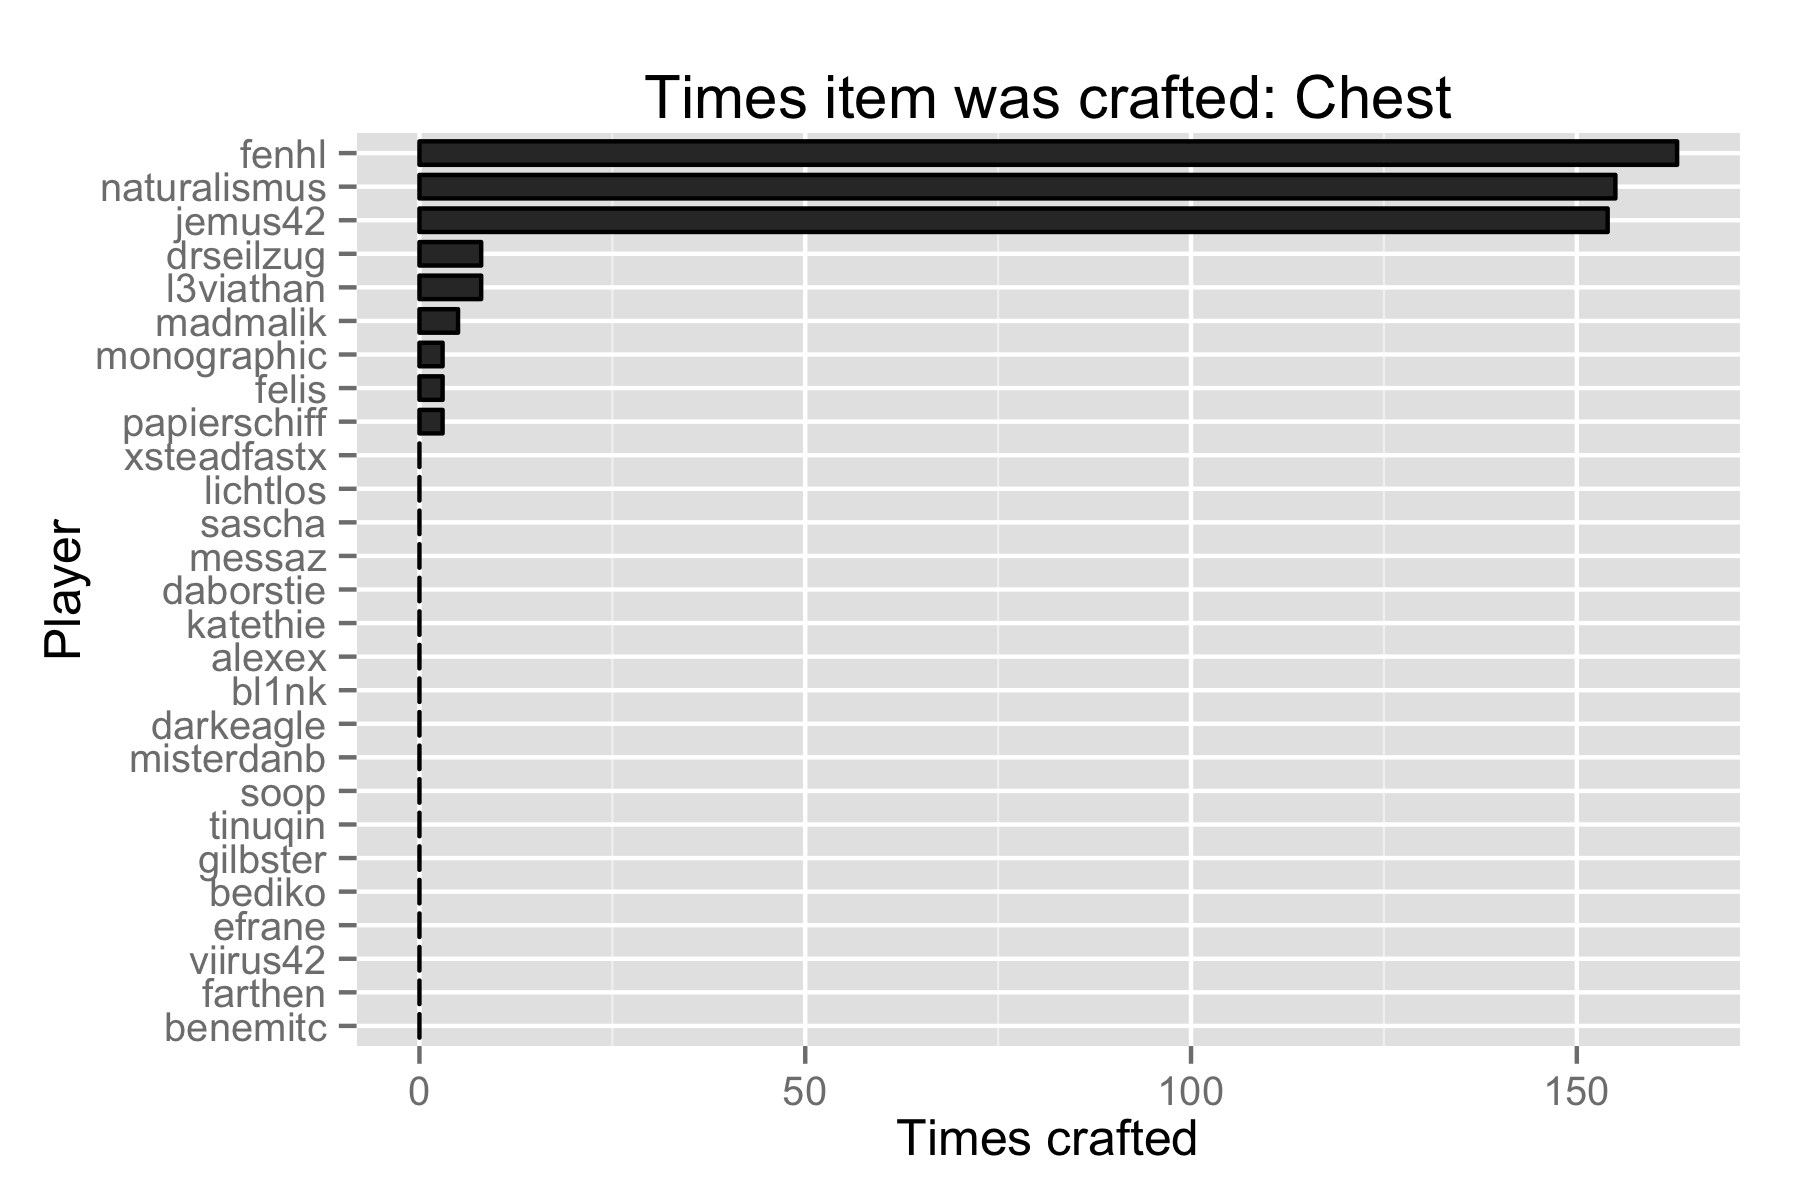 Times item was crafted: Chest
fenhl
naturalismus
jemus42
drseilzug
l3viathan
madmalik
monographic
felis
papierschiff
xsteadfastx
lichtlos
sascha
messaz
daborstie
katethie
alexex
bl1nk
darkeagle
misterdanb
soop
tinuqin
gilbster
bediko
efrane
viirus42
farthen
benemitc
Player
0 50 100 150
Times crafted